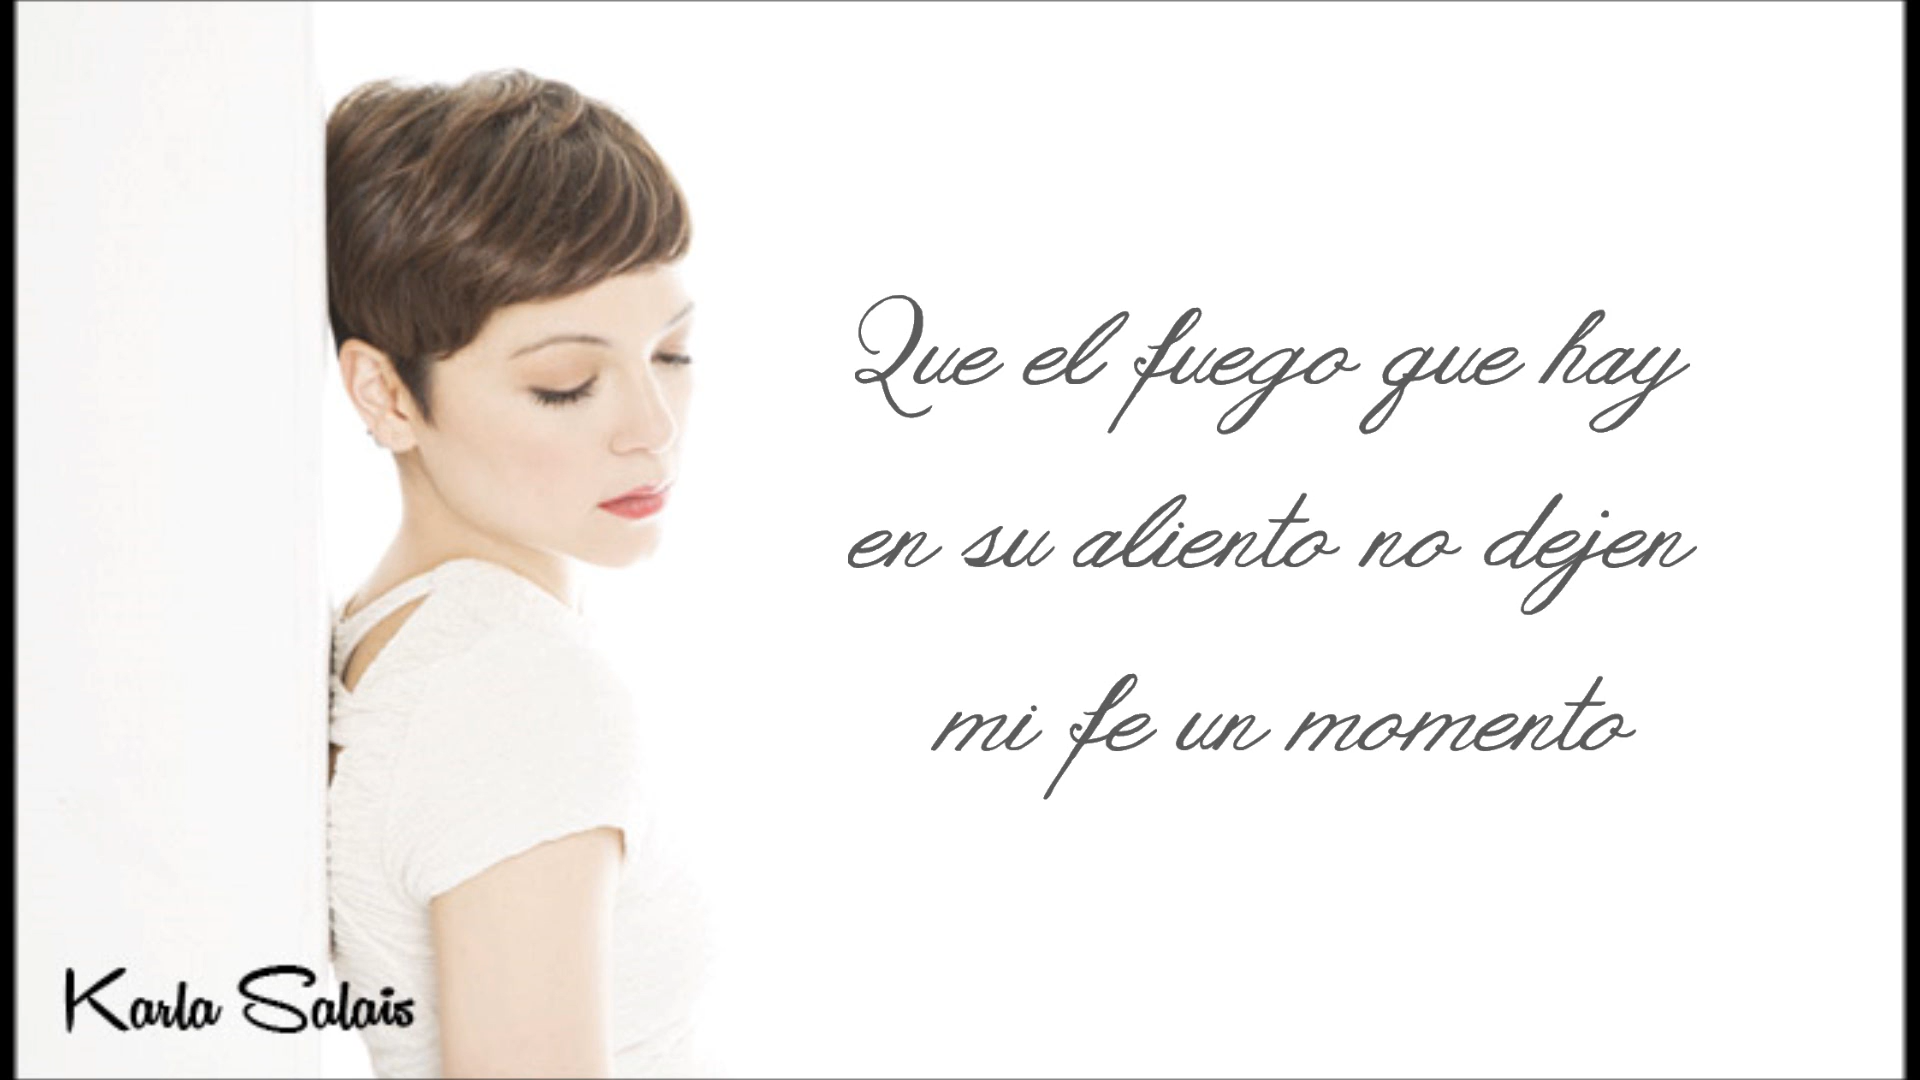 Que el fuego que hay
en su aliento no dejen
mi fe un momento
Karla Salais